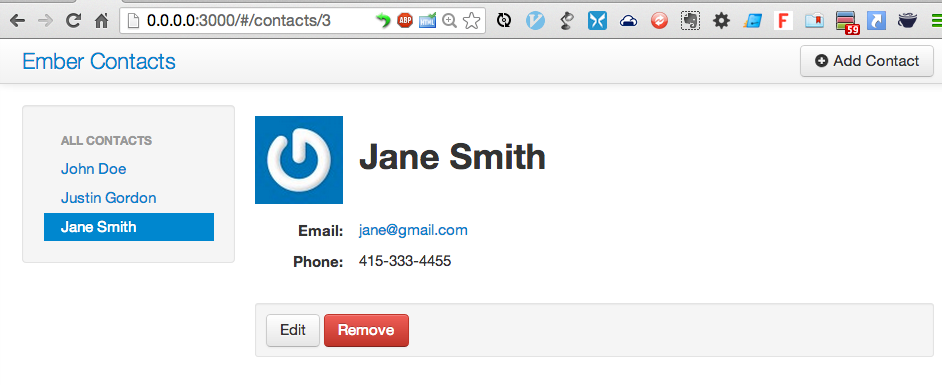 0.0.0.0:3000/#/contacts/3
ABP
59
Ember Contacts
Add Contact
ALL CONTACTS
John Doe
Justin Gordon
Jane Smith
Jane Smith
Email: jane@gmail.com
Phone: 415-333-4455
Edit Remove